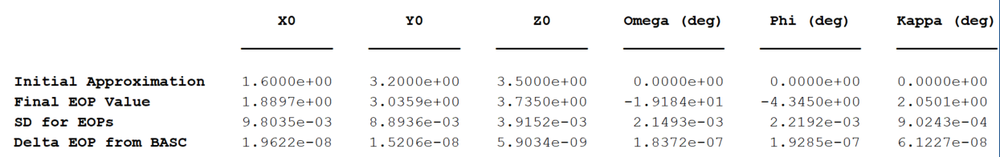 X0 Y0 Z0 Omega (deg) Phi (deg) Kappa (deg)
Initial Approximation 1.6000e+00 3.2000e+00 3.5000e+00 0.0000e+00 0.0000e+00 0.0000e+00
Final EOP Value 1.8897e+00 3.0359e+00 3.7350e+00 -1.9184e+01 -4.3450e+00 2.0501e+00
SD for EOPs 9.8035e-03 8.8936e-03 3.9152e-03 2.1493e-03 2.2192e-03 9.0243e-04
Delta EOP from BASC 1.9622e-08 1.5206e-08 5.9034e-09 1.8372e-07 1.9285e-07 6.1227e-08